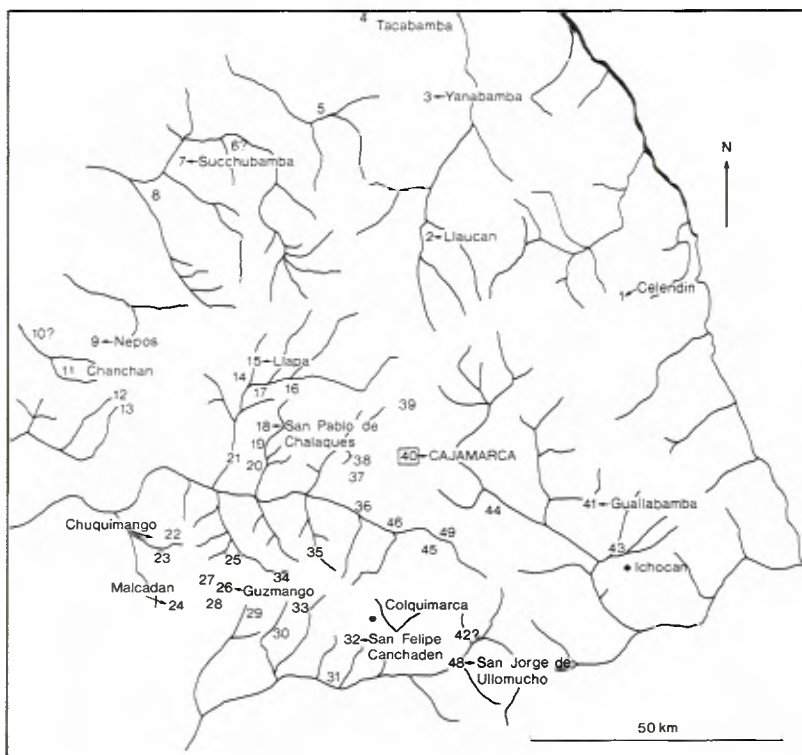 4
Tacabamba
3 Yanabamba
5
N
6?
7 Succhubamba
8
2 Llaucan
1 Celendin
10?
9 Nepos
11 Chanchan
15 Llapa
14
17
16
12
13
39
18 San Pablo de
Chalaques
19
20
21
38
37
40 CAJAMARCA
41 Guallabamba
36
44
46
49
45
43
Ichocan
Chuquimango
22
23
25
35
34
Malcadan
24
27
26 Guzmango
28
29
33
30
Colquimarca
32 San Felipe
Canchaden
42?
48 San Jorge de
Ullomucho
31
50 km